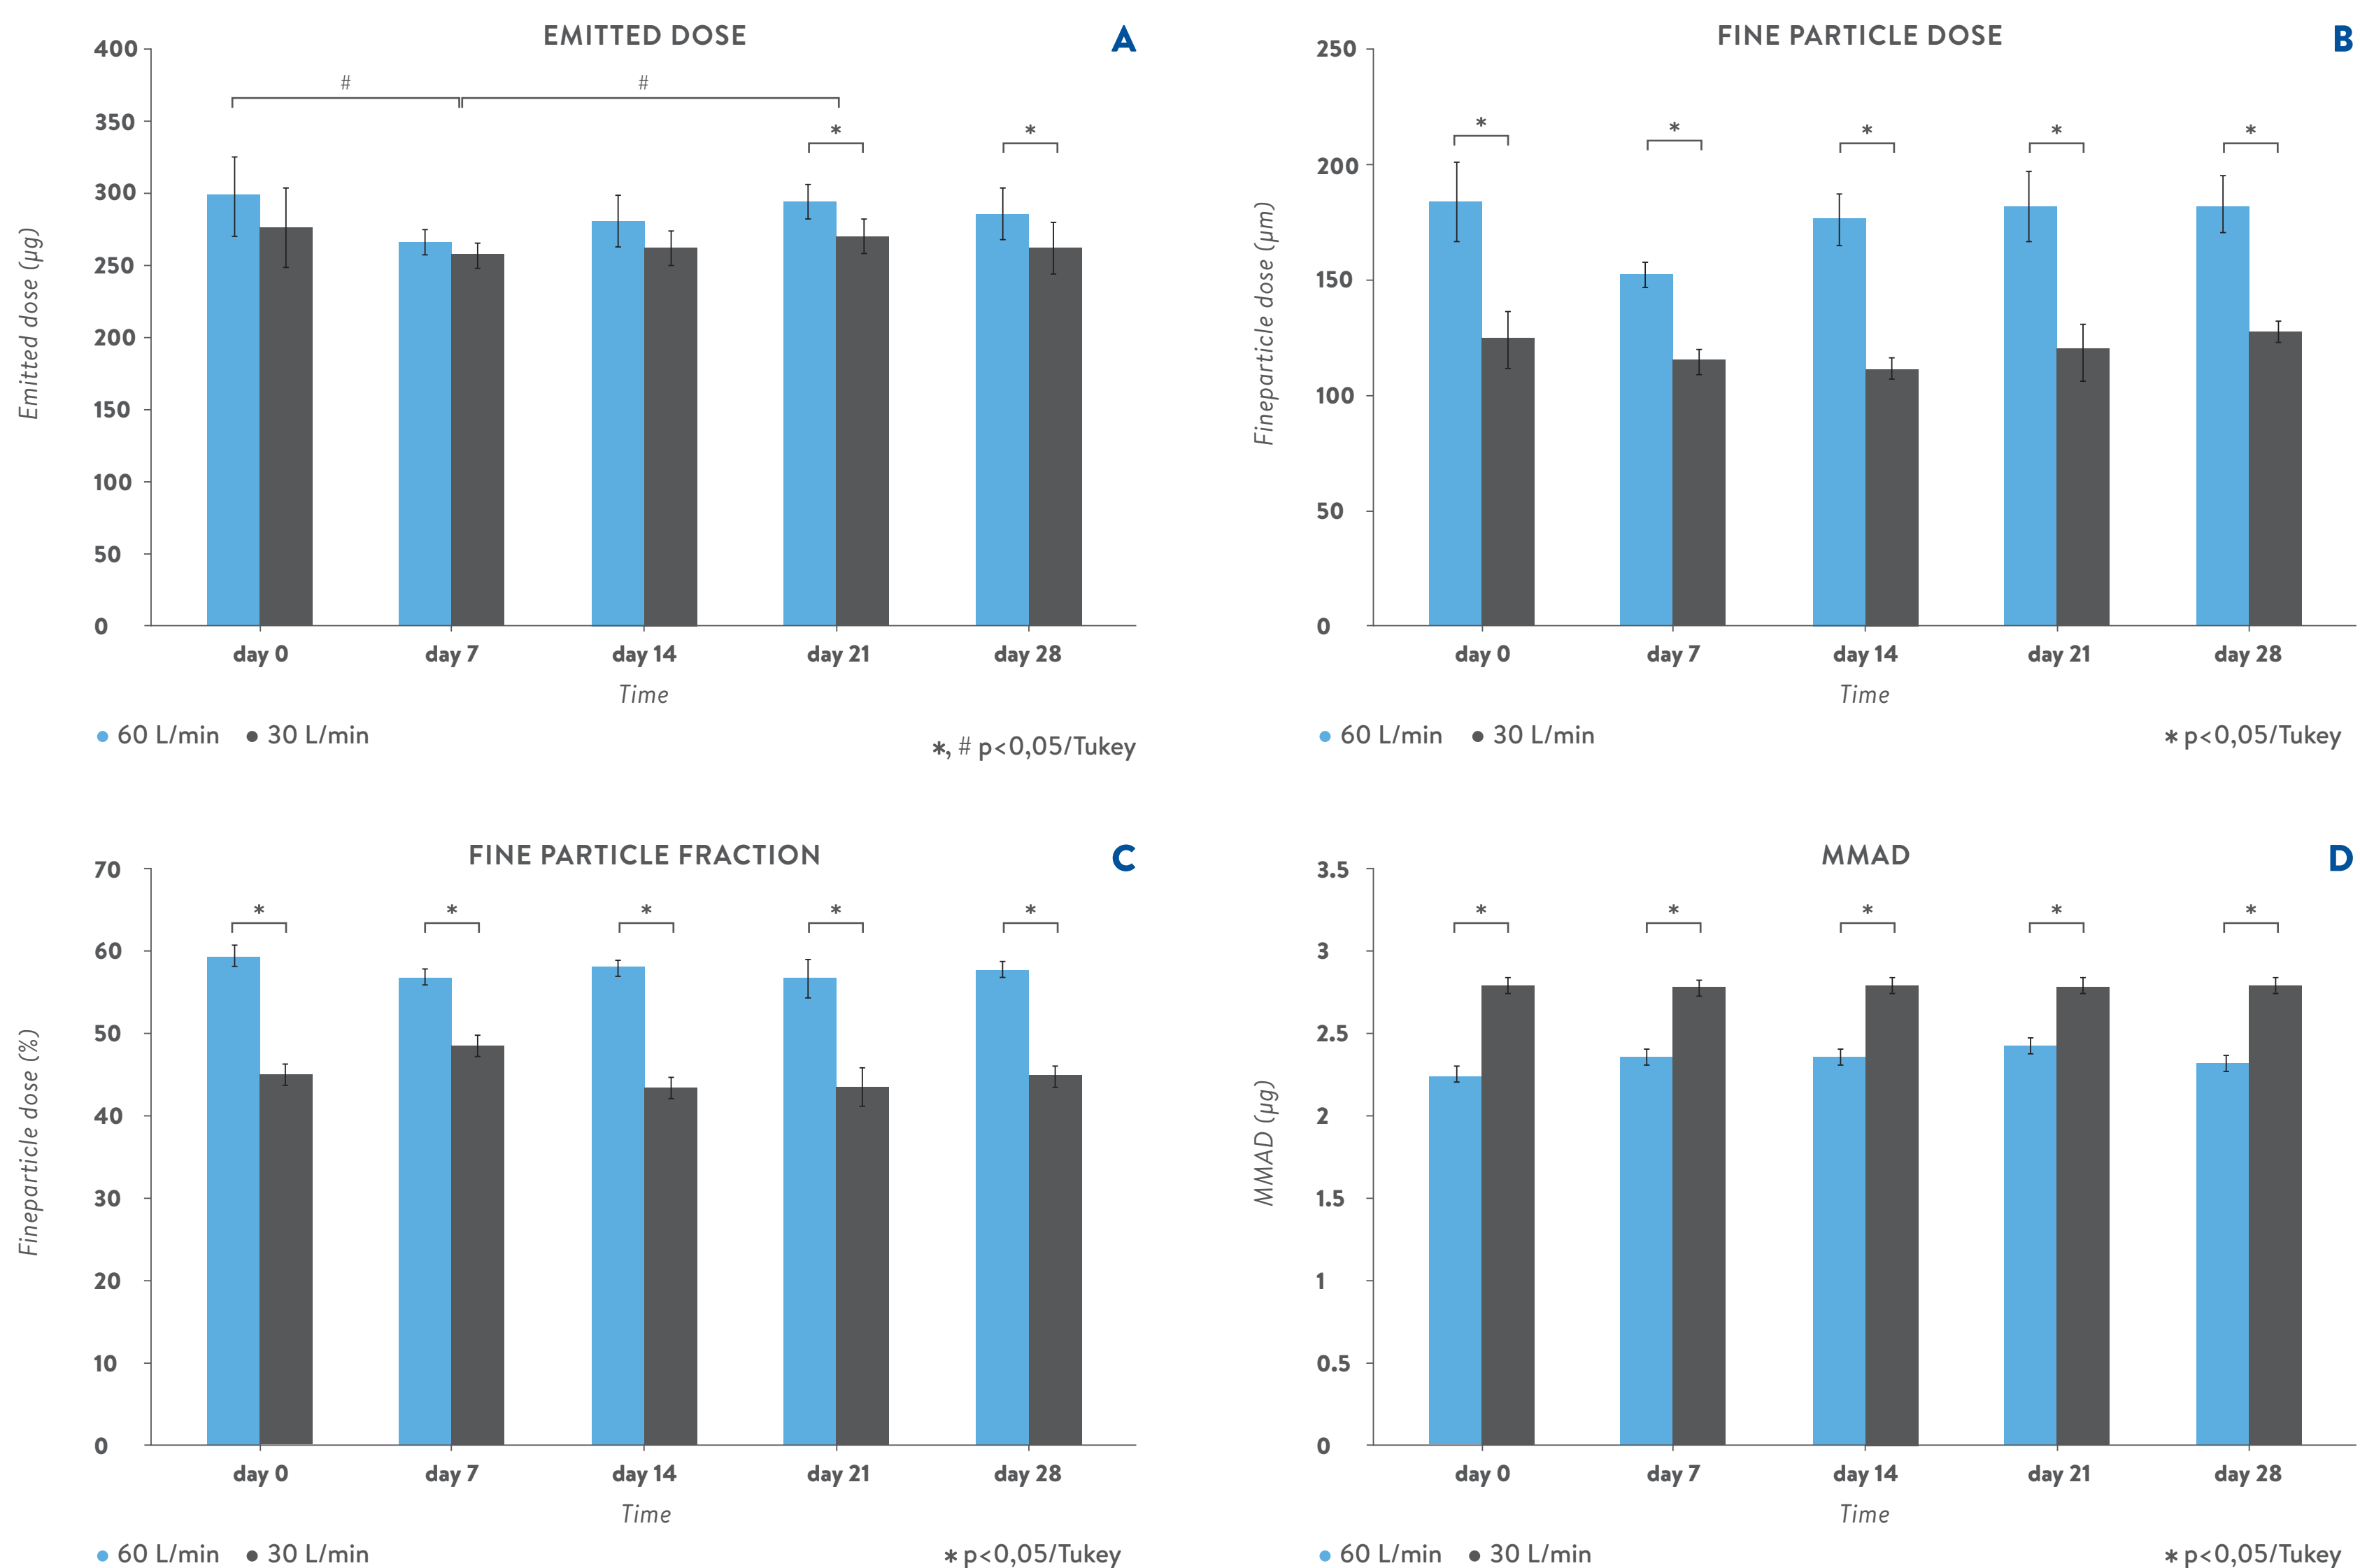 EMITTED DOSE
A
400
350
300
250
200
150
100
50
0
Emitted dose (µg)
#
#
*
*
day 0
day 7
day 14
day 21
day 28
Time
60 L/min
30 L/min
*, # p<0,05/Tukey
FINE PARTICLE DOSE
B
250
200
150
100
50
0
Fineparticle dose (µm)
*
*
*
*
*
day 0
day 7
day 14
day 21
day 28
Time
60 L/min
30 L/min
* p<0,05/Tukey
FINE PARTICLE FRACTION
C
70
60
50
40
30
20
10
0
Fineparticle dose (%)
*
*
*
*
*
day 0
day 7
day 14
day 21
day 28
Time
60 L/min
30 L/min
* p<0,05/Tukey
MMAD
D
3.5
3
2.5
2
1.5
1
0.5
0
MMAD (µg)
*
*
*
*
*
day 0
day 7
day 14
day 21
day 28
Time
60 L/min
30 L/min
* p<0,05/Tukey